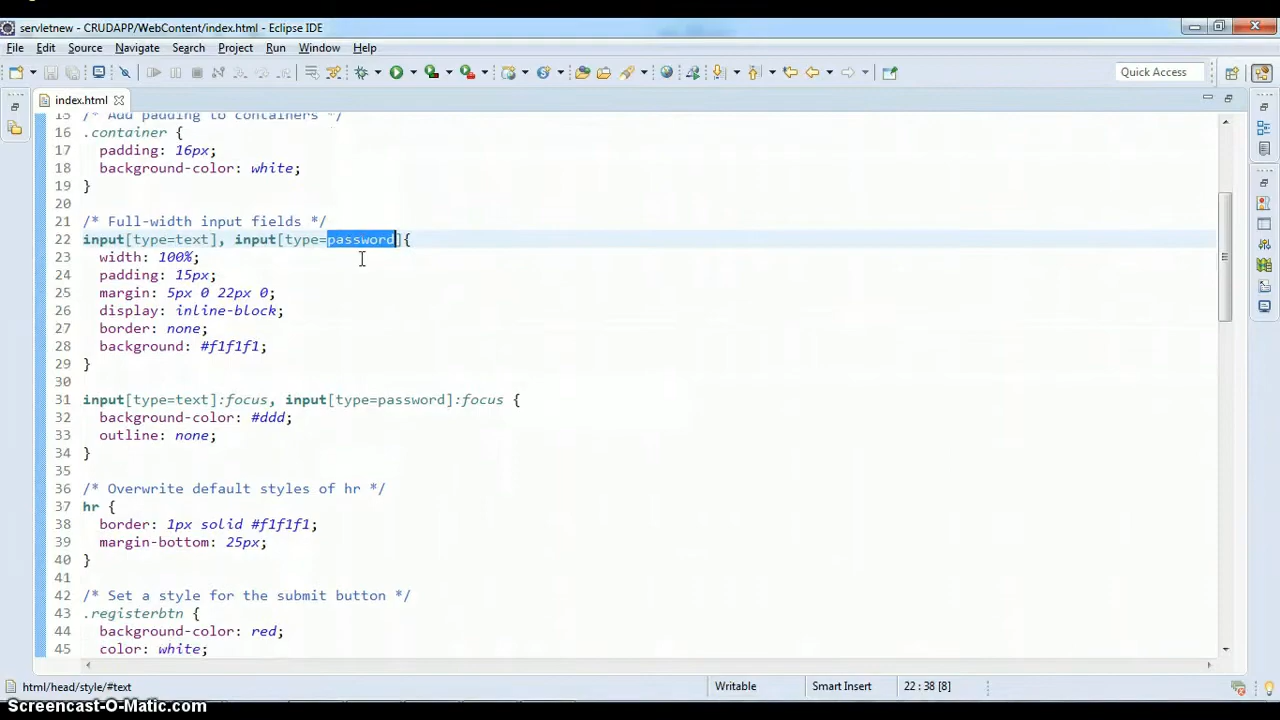 servletnew - CRUDAPP/WebContent/index.html - Eclipse IDE
File Edit Source Navigate Search Project Run Window Help
Quick Access
index.html
15 /* Add padding to containers */
16 .container {
17 padding: 16px;
18 background-color: white;
19 }
20
21 /* Full-width input fields */
22 input[type=text], input[type=password]{
23 width: 100%;
24 padding: 15px;
25 margin: 5px 0 22px 0;
26 display: inline-block;
27 border: none;
28 background: #f1f1f1;
29 }
30
31 input[type=text]:focus, input[type=password]:focus {
32 background-color: #ddd;
33 outline: none;
34 }
35
36 /* Overwrite default styles of hr */
37 hr {
38 border: 1px solid #f1f1f1;
39 margin-bottom: 25px;
40 }
41
42 /* Set a style for the submit button */
43 .registerbtn {
44 background-color: red;
45 color: white;
html/head/style/#text Writable Smart Insert 22 : 38 [8]
Screencast-O-Matic.com